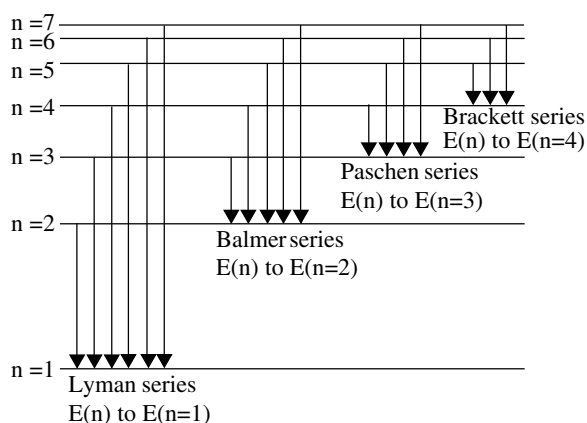 n =7
n =6
n =5
n =4
Brackett series
E(n) to E(n=4)
n =3
Paschen series
E(n) to E(n=3)
n =2
Balmer series
E(n) to E(n=2)
n =1
Lyman series
E(n) to E(n=1)